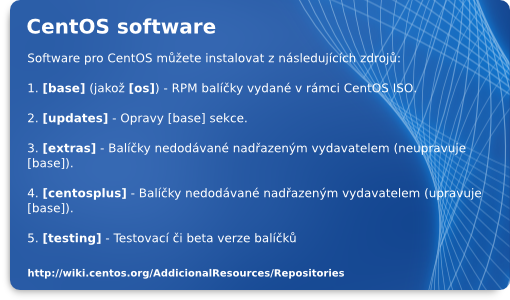 CentOS software
Software pro CentOS můžete instalovat z následujících zdrojů:
1. [base] (jakož [os]) - RPM balíčky vydané v rámci CentOS ISO.
2. [updates] - Opravy [base] sekce.
3. [extras] - Balíčky nedodávané nadřazeným vydavatelem (neupravuje
[base]).
4. [centosplus] - Balíčky nedodávané nadřazeným vydavatelem (upravuje
[base]).
5. [testing] - Testovací či beta verze balíčků
http://wiki.centos.org/AddicionalResources/Repositories